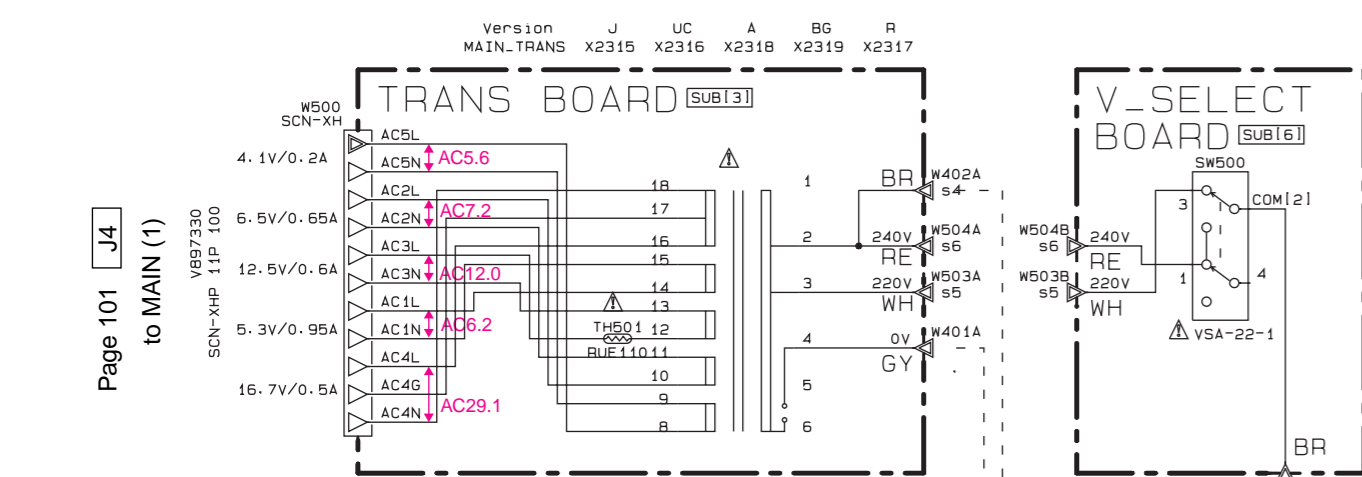 Version J UC A BG R
MAIN_TRANS X2315 X2316 X2318 X2319 X2317
TRANS BOARD SUB[3]
W500
SCN-XH
AC5L
4.1V/0.2A
AC5N
AC5.6
AC2L
6.5V/0.65A
AC2N
AC7.2
AC3L
12.5V/0.6A
AC3N
AC12.0
AC1L
5.3V/0.95A
AC1N
AC6.2
AC4L
16.7V/0.5A
AC4G
AC4N
AC29.1
Page 101 J4
to MAIN (1)
V897330
SCN-XHP 11P 100
18
17
16
15
14
13
TH501
12
RUE110
11
10
9
8
1
2
3
4
5
6
BR
W402A
s4
240V
RE
W504A
s6
220V
WH
W503A
s5
0V
GY
W401A
V_SELECT
BOARD SUB[6]
SW500
3
COM[2]
1
4
VSA-22-1
W504B
s6
240V
RE
W503B
s5
220V
WH
BR